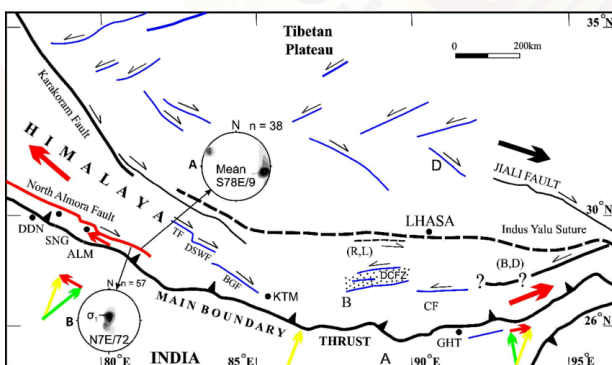 Tibetan
Plateau
35°
N
0 200km
Karakoram Fault
N n = 38
A
Mean
S78E/9
D
HIMALAYA
JIALI FAULT
North Almora Fault
30°
N
LHASA
Indus Yalu Suture
DDN
SNG
ALM
TF
DSWF
BGF
(R,L)
DCFZ
(B,D)
? ?
B
CF
KTM
N n = 57
σ1
B
N7E/72
MAIN BOUNDARY THRUST
GHT
26°
N
80°E
INDIA
85°E
A
90°E
95°E